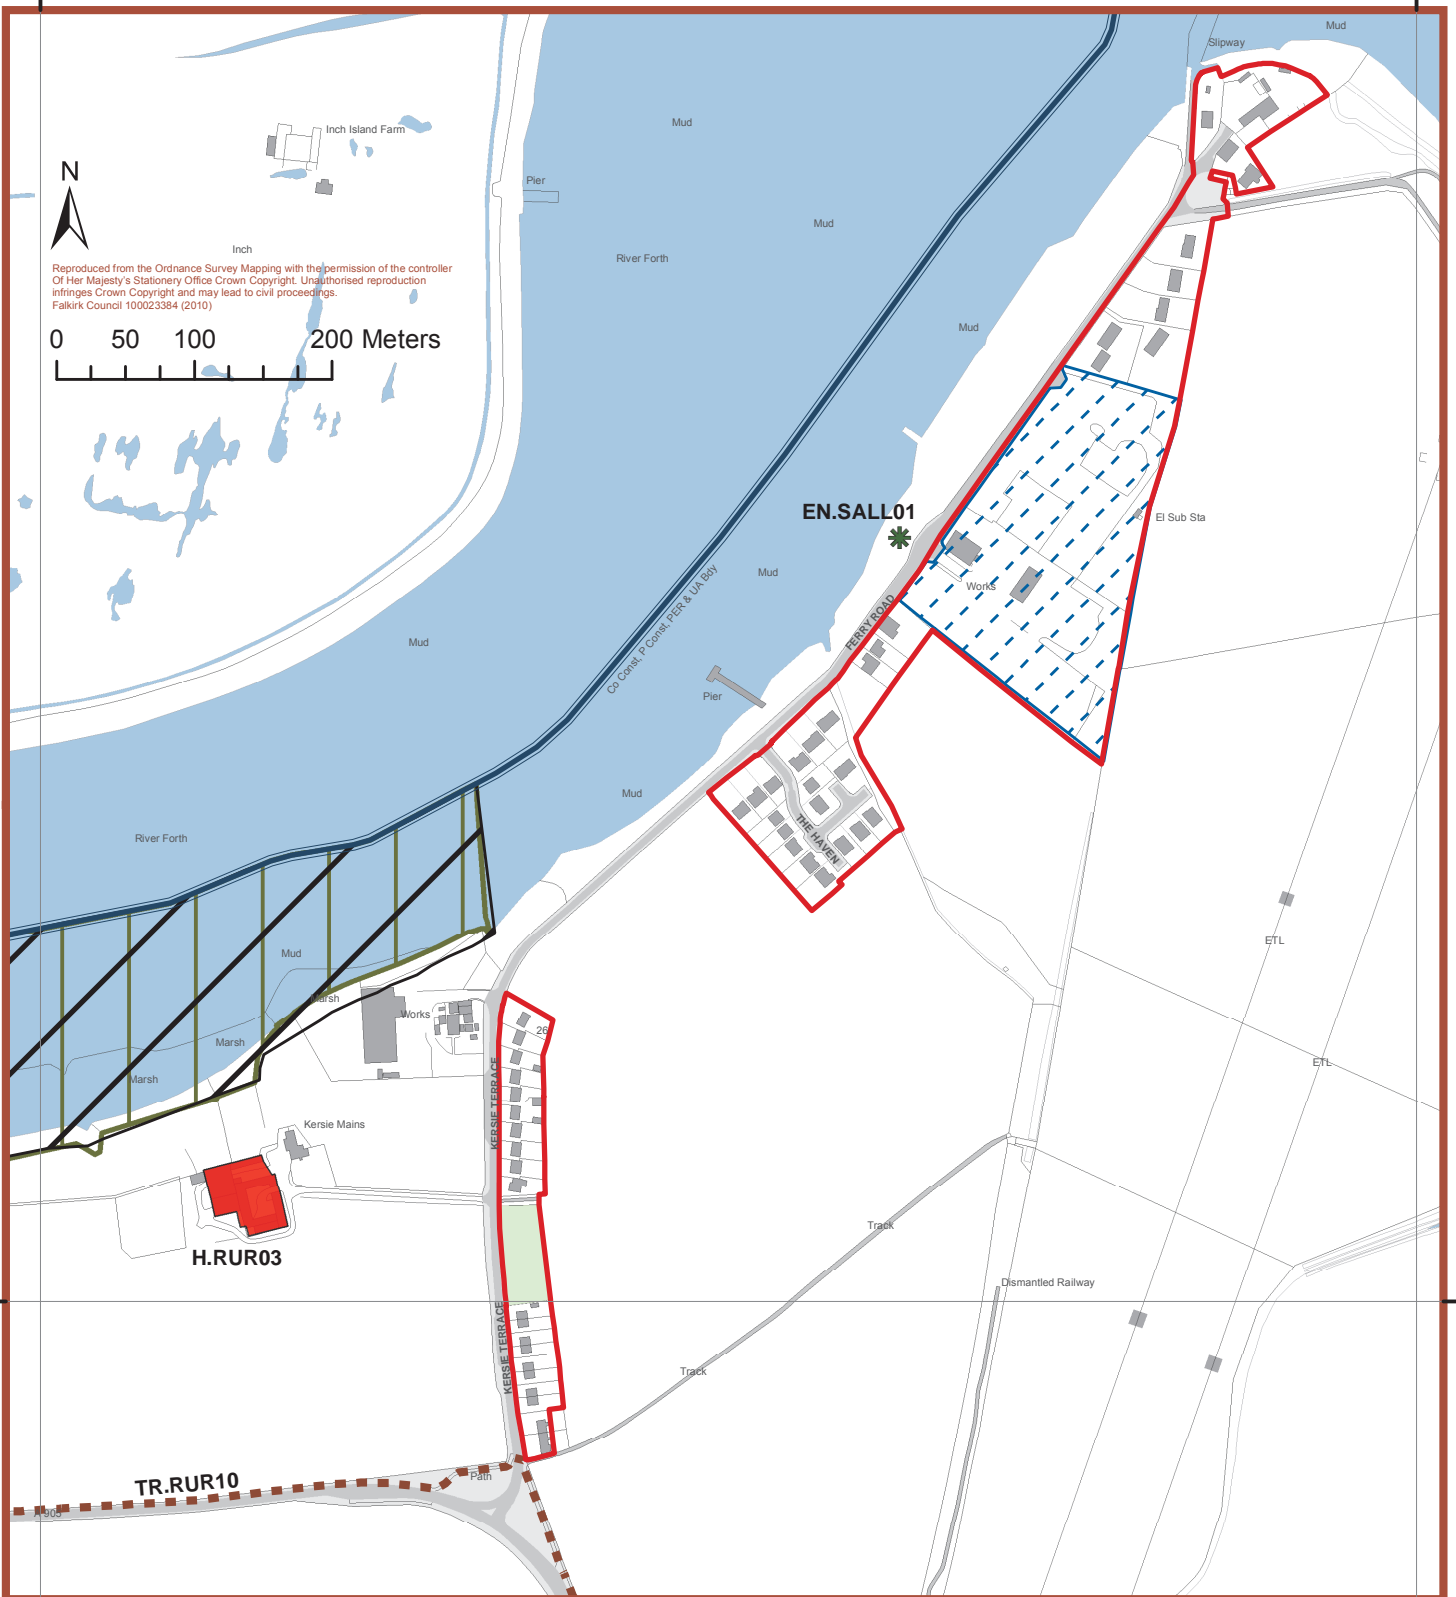 Mud
Slipway
Mud
Inch Island Farm
N
Pier
Mud
Inch
River Forth
Reproduced from the Ordnance Survey Mapping with the permission of the controller
Of Her Majesty's Stationery Office Crown Copyright. Unauthorised reproduction
infringes Crown Copyright and may lead to civil proceedings.
Falkirk Council 100023384 (2010)
0 50 100 200 Meters
Mud
EN.SALL01
El Sub Sta
Mud
Works
Co Const, P Const, PER & UA Bdy
FERRY ROAD
Mud
Pier
Mud
THE HAVEN
River Forth
ETL
Mud
Marsh
Works
26
Marsh
KERSIE TERRACE
ETL
Marsh
Kersie Mains
Track
H.RUR03
Dismantled Railway
KERSIE TERRACE
Track
TR.RUR10
Path
A 905